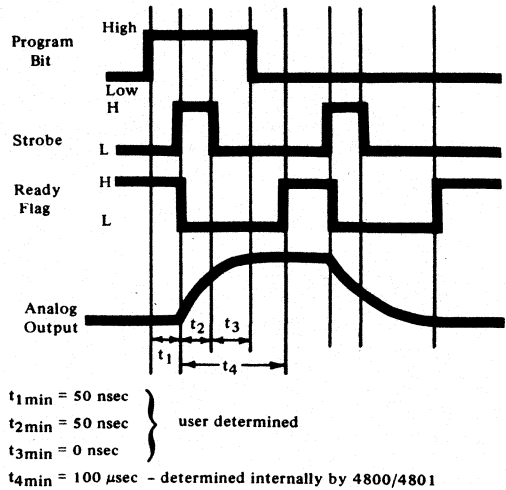 High
Program
Bit
Low
H
Strobe
L
H
Ready
Flag
L
Analog
Output
t2 t3
t1
t4
t1min = 50 nsec
t2min = 50 nsec
user determined
t3min = 0 nsec
t4min = 100 μsec – determined internally by 4800/4801